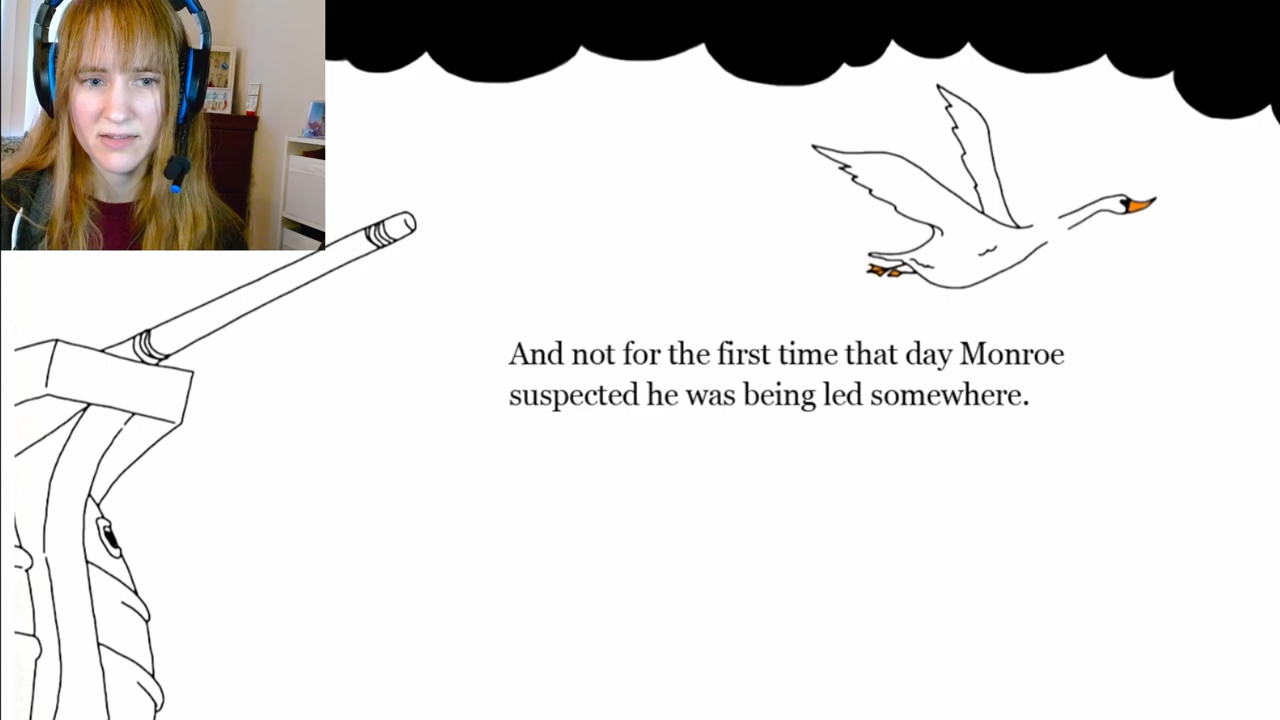 And not for the first time that day Monroe
suspected he was being led somewhere.